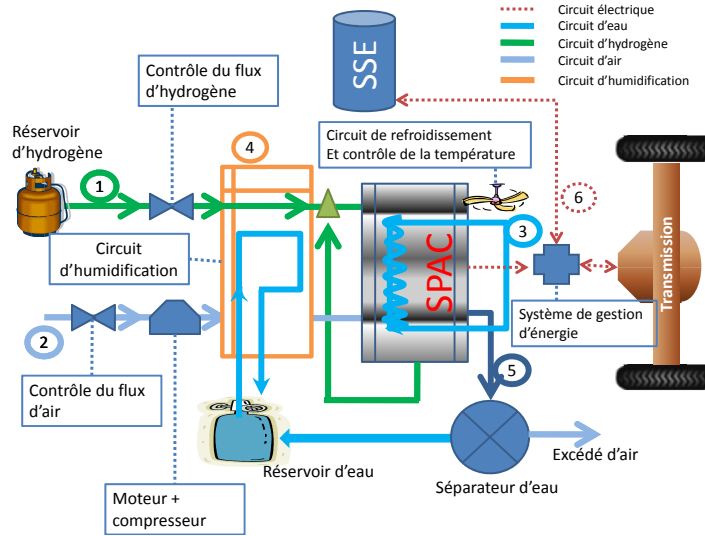 Circuit électrique
Circuit d'eau
Circuit d'hydrogène
Circuit d'air
Circuit d'humidification
SSE
Contrôle du flux
d'hydrogène
Réservoir
d'hydrogène
4
Circuit de refroidissement
Et contrôle de la température
1
6
3
Circuit
d'humidification
SPAC
Transmission
2
Système de gestion
d'énergie
Contrôle du flux
d'air
5
Réservoir d'eau
Excédé d'air
Séparateur d'eau
Moteur +
compresseur